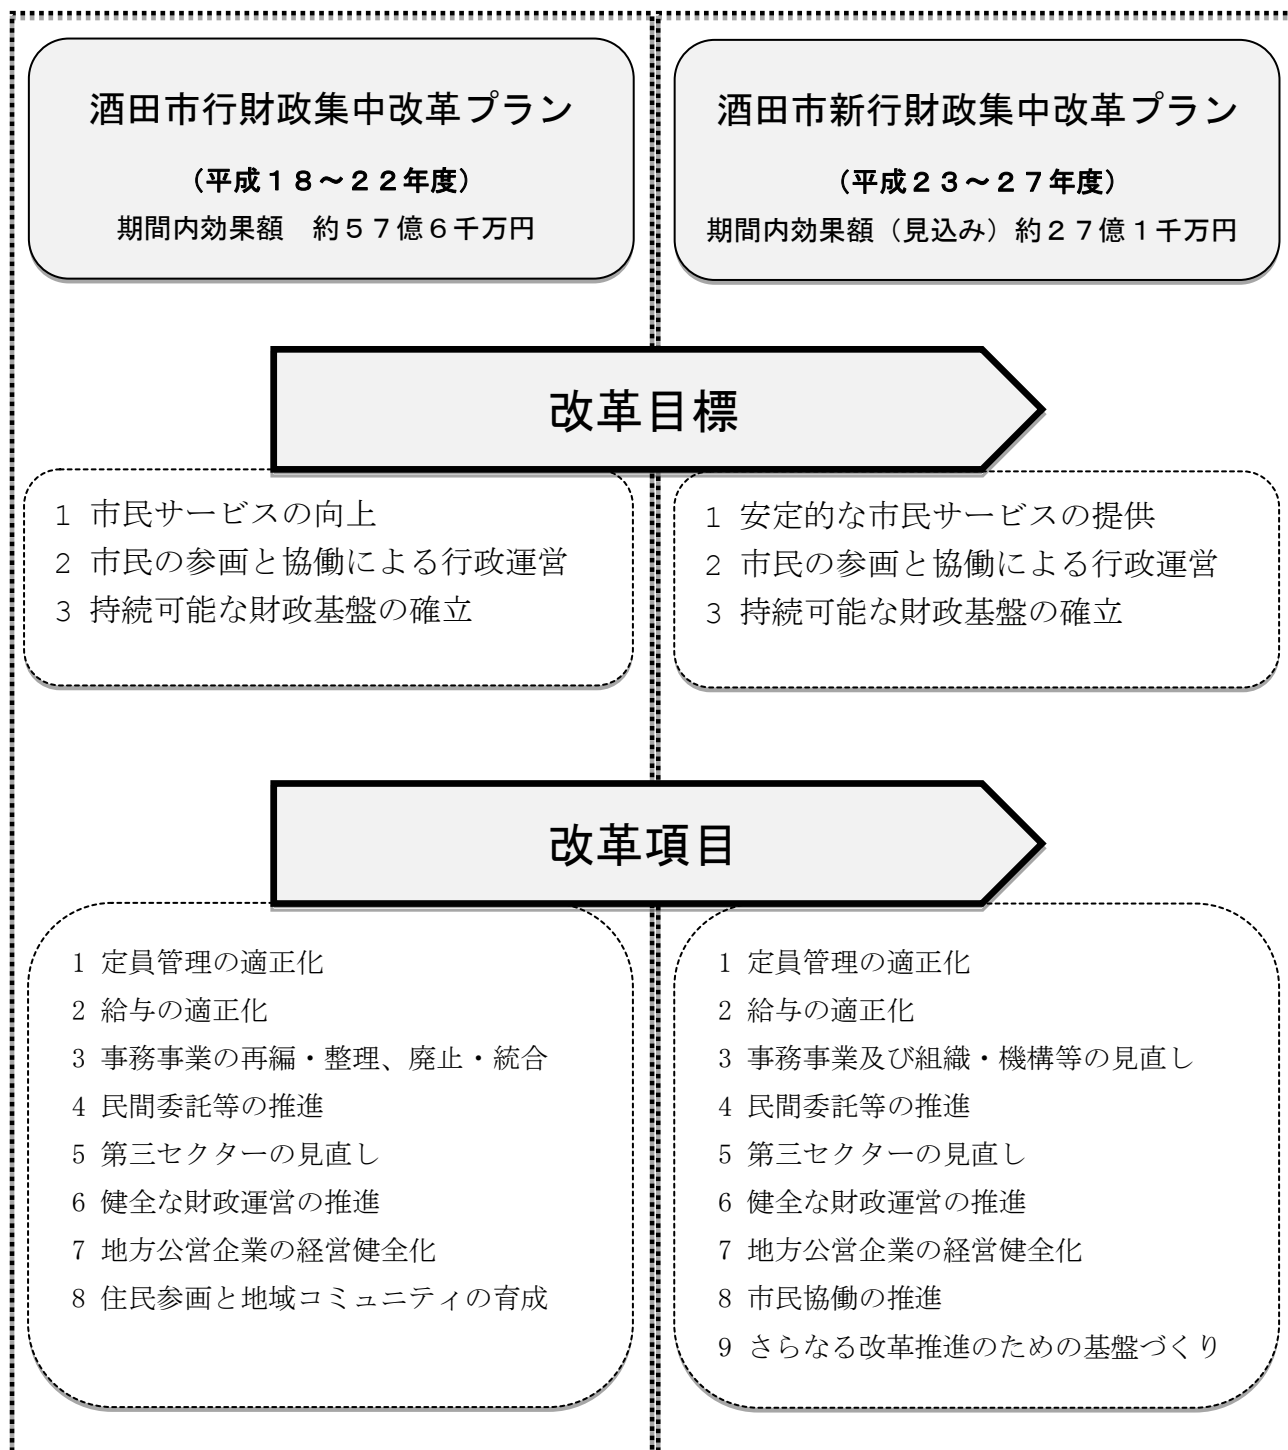 酒田市行財政集中改革プラン
（平成１８～２２年度）
期間内効果額　約５７億６千万円
酒田市新行財政集中改革プラン
（平成２３～２７年度）
期間内効果額（見込み）約２７億１千万円
改革目標
1 市民サービスの向上
2 市民の参画と協働による行政運営
3 持続可能な財政基盤の確立
1 安定的な市民サービスの提供
2 市民の参画と協働による行政運営
3 持続可能な財政基盤の確立
改革項目
1 定員管理の適正化
2 給与の適正化
3 事務事業の再編・整理、廃止・統合
4 民間委託等の推進
5 第三セクターの見直し
6 健全な財政運営の推進
7 地方公営企業の経営健全化
8 住民参画と地域コミュニティの育成
1 定員管理の適正化
2 給与の適正化
3 事務事業及び組織・機構等の見直し
4 民間委託等の推進
5 第三セクターの見直し
6 健全な財政運営の推進
7 地方公営企業の経営健全化
8 市民協働の推進
9 さらなる改革推進のための基盤づくり